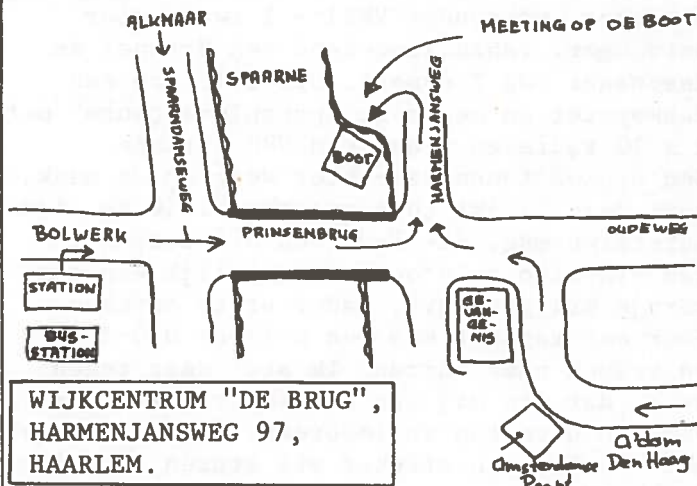 ALKMAAR
MEETING OP DE BOOT
SPAARNE
SPAARNDAMSEWEG
HARMENJANSWEG
BOOT
BOLWERK
PRINSENBRUG
OUDEWEG
STATION
BUS-
STATION
GE-
VAN-
GE-
NIS
WIJKCENTRUM "DE BRUG",
HARMENJANSWEG 97,
HAARLEM.
Amsterdamse
Poort
A'dam
Den Haag